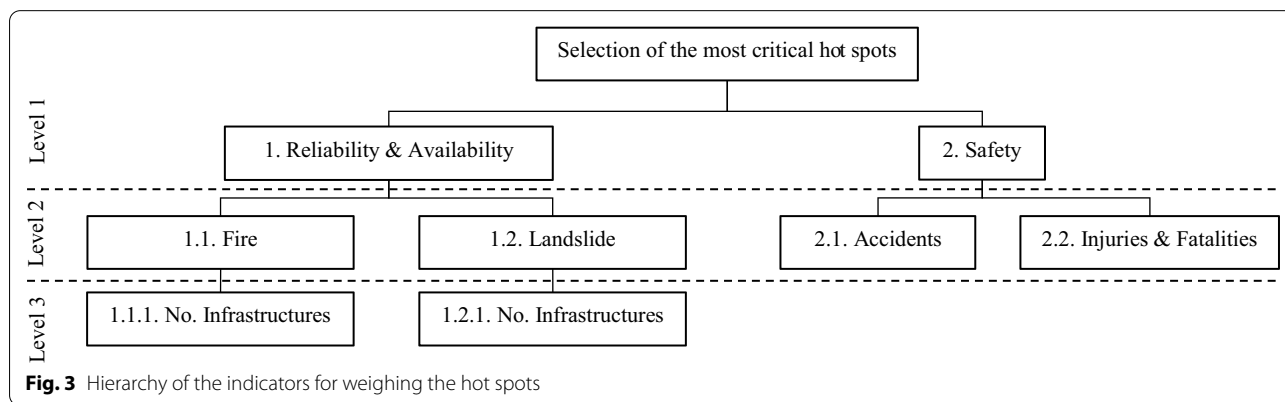 Selection of the most critical hot spots
Level 1
1. Reliability & Availability
2. Safety
Level 2
1.1. Fire
1.2. Landslide
2.1. Accidents
2.2. Injuries & Fatalities
Level 3
1.1.1. No. Infrastructures
1.2.1. No. Infrastructures
Fig. 3 Hierarchy of the indicators for weighing the hot spots